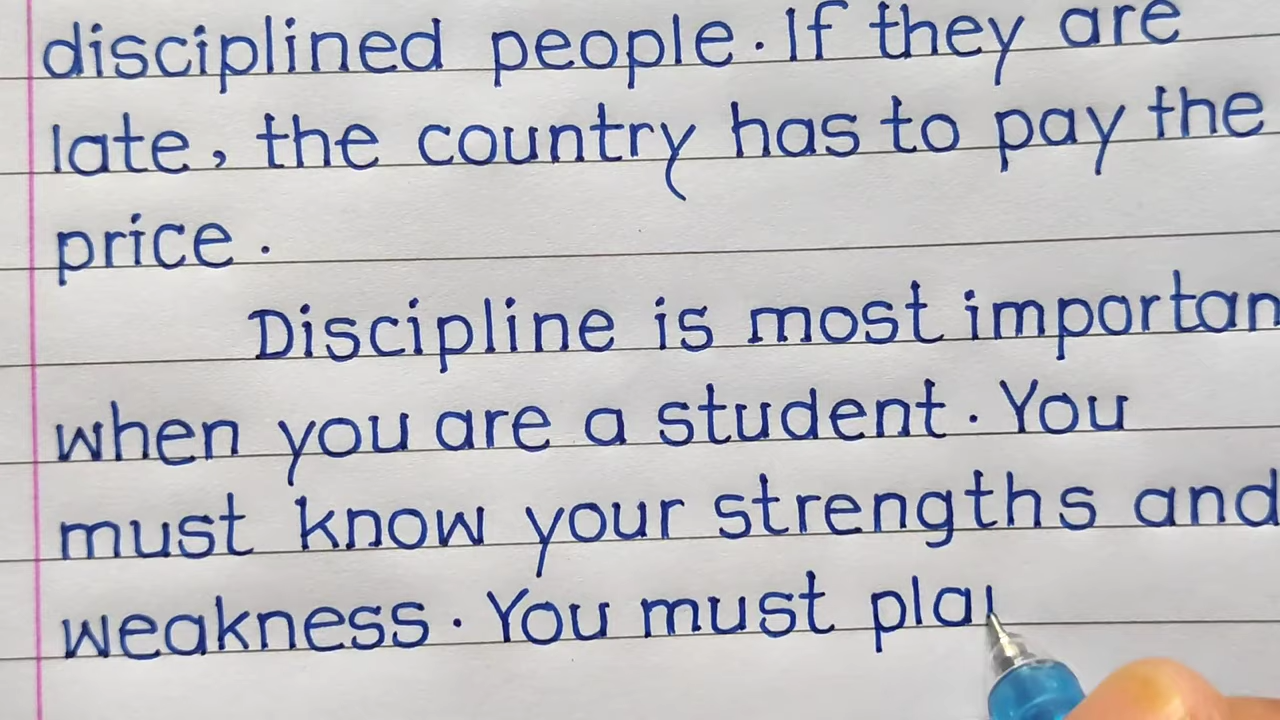 disciplined people. If they are
late, the country has to pay the
price.
Discipline is most importan
when you are a student. You
must know your strengths and
weakness. You must pla